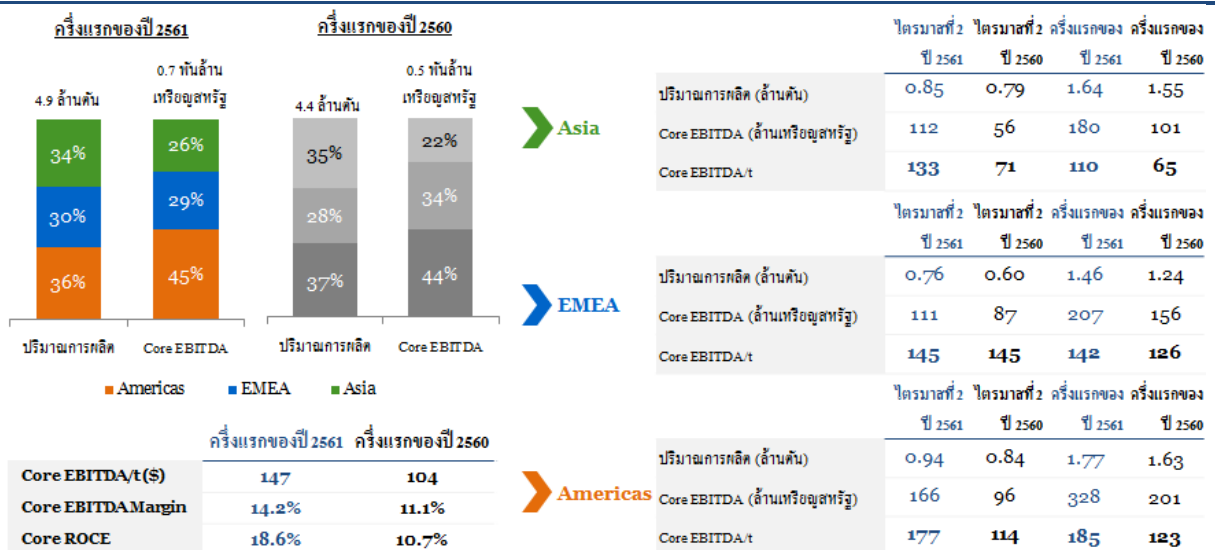 ครึ่งแรกของปี 2561
ครึ่งแรกของปี 2560
4.9 ล้านตัน
0.7 พันล้าน
เหรียญสหรัฐ
4.4 ล้านตัน
0.5 พันล้าน
เหรียญสหรัฐ
34% 26% 35% 22%
30% 29% 28% 34%
36% 45% 37% 44%
ปริมาณการผลิต Core EBITDA ปริมาณการผลิต Core EBITDA
Americas EMEA Asia
ครึ่งแรกของปี 2561 ครึ่งแรกของปี 2560
Core EBITDA/t ($) 147 104
Core EBITDA Margin 14.2% 11.1%
Core ROCE 18.6% 10.7%
Asia
ไตรมาสที่ 2 ไตรมาสที่ 2 ครึ่งแรกของ ครึ่งแรกของ
ปี 2561 ปี 2560 ปี 2561 ปี 2560
ปริมาณการผลิต (ล้านตัน) 0.85 0.79 1.64 1.55
Core EBITDA (ล้านเหรียญสหรัฐ) 112 56 180 101
Core EBITDA/t 133 71 110 65
EMEA
ไตรมาสที่ 2 ไตรมาสที่ 2 ครึ่งแรกของ ครึ่งแรกของ
ปี 2561 ปี 2560 ปี 2561 ปี 2560
ปริมาณการผลิต (ล้านตัน) 0.76 0.60 1.46 1.24
Core EBITDA (ล้านเหรียญสหรัฐ) 111 87 207 156
Core EBITDA/t 145 145 142 126
Americas
ไตรมาสที่ 2 ไตรมาสที่ 2 ครึ่งแรกของ ครึ่งแรกของ
ปี 2561 ปี 2560 ปี 2561 ปี 2560
ปริมาณการผลิต (ล้านตัน) 0.94 0.84 1.77 1.63
Core EBITDA (ล้านเหรียญสหรัฐ) 166 96 328 201
Core EBITDA/t 177 114 185 123